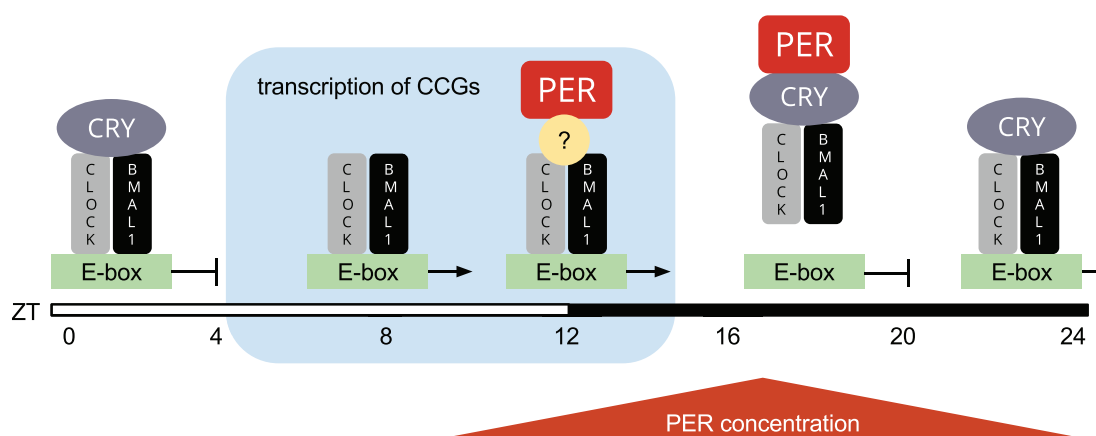 transcription of CCGs
CRY
CLOCK
BMAL1
E-box
CLOCK
BMAL1
E-box
PER
?
CLOCK
BMAL1
E-box
PER
CRY
CLOCK
BMAL1
E-box
CRY
CLOCK
BMAL1
E-box
ZT
0 4 8 12 16 20 24
PER concentration